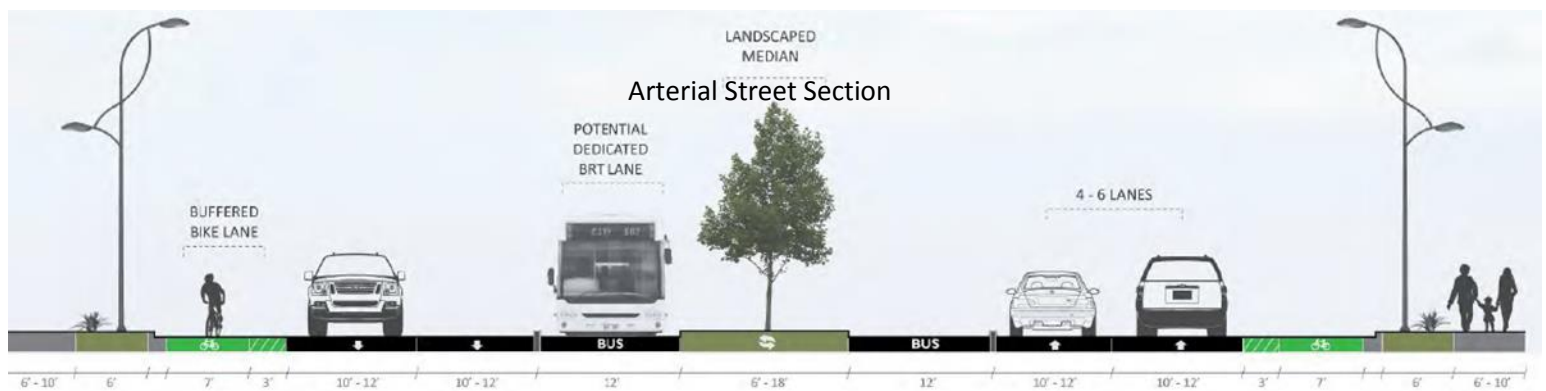 LANDSCAPED
MEDIAN
Arterial Street Section
POTENTIAL
DEDICATED
BRT LANE
4 - 6 LANES
BUFFERED
BIKE LANE
BUS
BUS
6' - 10' 6' 7' 3' 10' - 12' 10' - 12' 12' 6' - 18' 12' 10' - 12' 10' - 12' 3' 7' 6' 6' - 10'